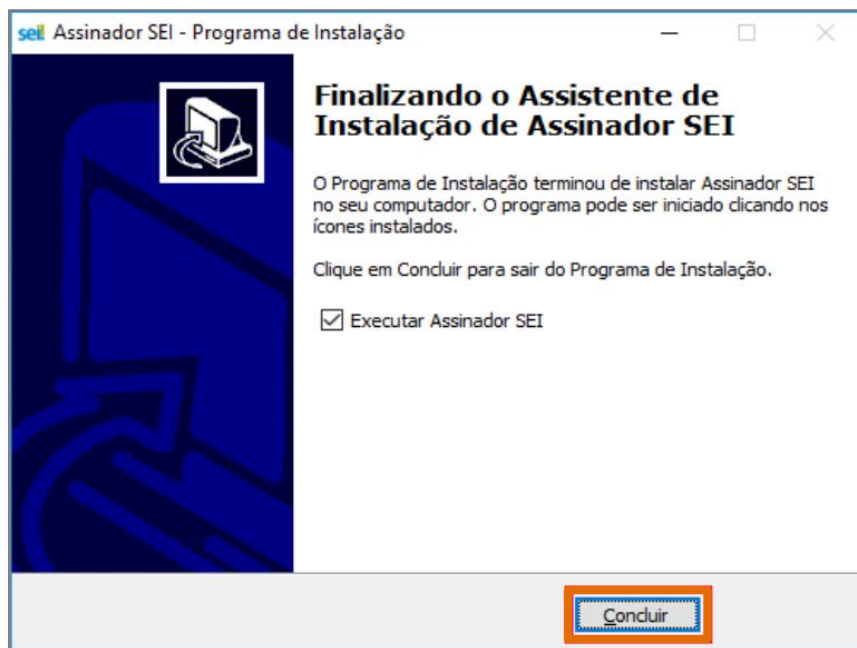 sei! Assinador SEI - Programa de Instalação
Finalizando o Assistente de
Instalação de Assinador SEI
O Programa de Instalação terminou de instalar Assinador SEI
no seu computador. O programa pode ser iniciado clicando nos
ícones instalados.
Clique em Concluir para sair do Programa de Instalação.
Executar Assinador SEI
Concluir